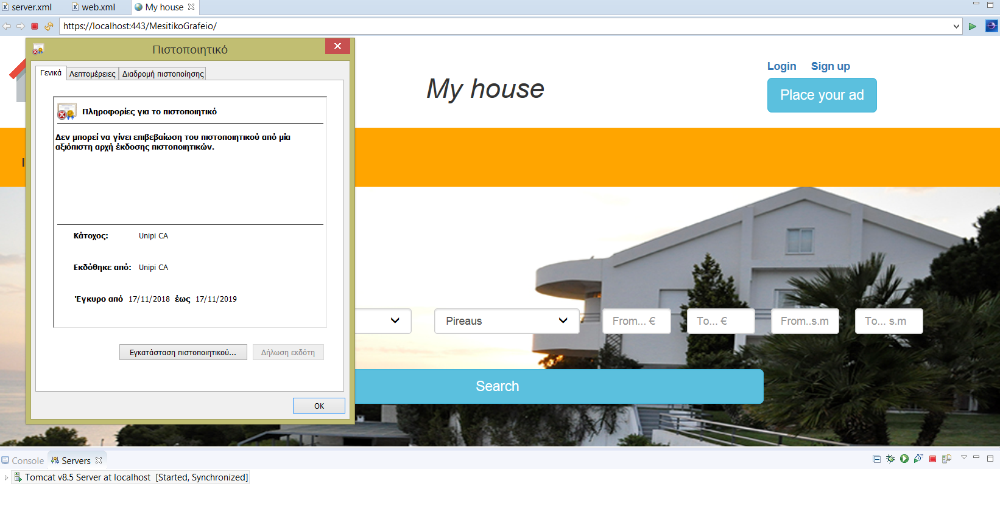 server.xml
web.xml
My house
https://localhost:443/MesitikoGrafeio/
Πιστοποιητικό
Γενικά
Λεπτομέρειες
Διαδρομή πιστοποίησης
Πληροφορίες για το πιστοποιητικό
Δεν μπορεί να γίνει επιβεβαίωση του πιστοποιητικού από μία
αξιόπιστη αρχή έκδοσης πιστοποιητικών.
Κάτοχος: Unipi CA
Εκδόθηκε από: Unipi CA
Έγκυρο από 17/11/2018 έως 17/11/2019
Εγκατάσταση πιστοποιητικού...
Δήλωση εκδότη
OK
My house
Login
Sign up
Place your ad
Pireaus
From... €
To... €
From..s.m
To... s.m
Search
Console
Servers
Tomcat v8.5 Server at localhost [Started, Synchronized]